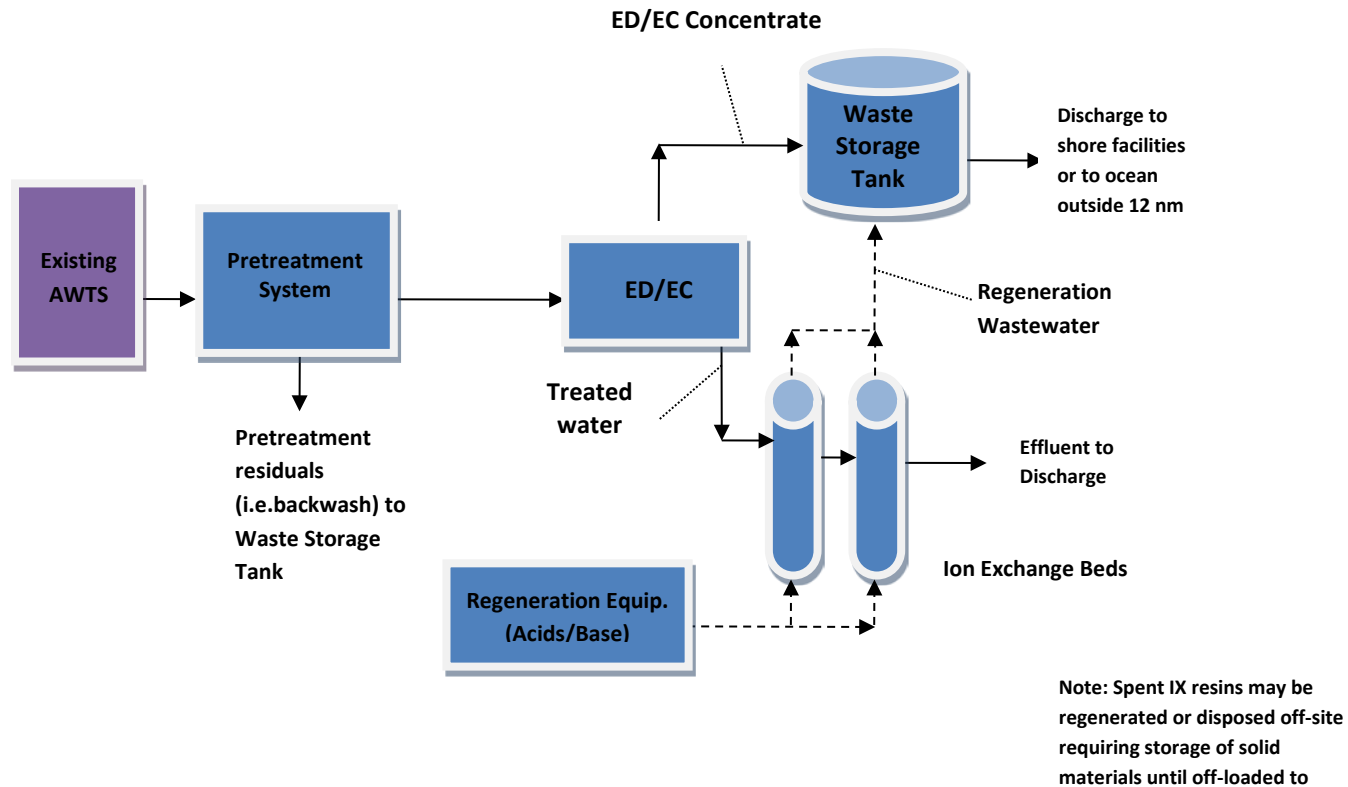 ED/EC Concentrate
Waste
Storage
Tank
Discharge to
shore facilities
or to ocean
outside 12 nm
Existing
AWTS
Pretreatment
System
ED/EC
Regeneration
Wastewater
Treated
water
Pretreatment
residuals
(i.e.backwash) to
Waste Storage
Tank
Effluent to
Discharge
Ion Exchange Beds
Regeneration Equip.
(Acids/Base)
Note: Spent IX resins may be
regenerated or disposed off-site
requiring storage of solid
materials until off-loaded to